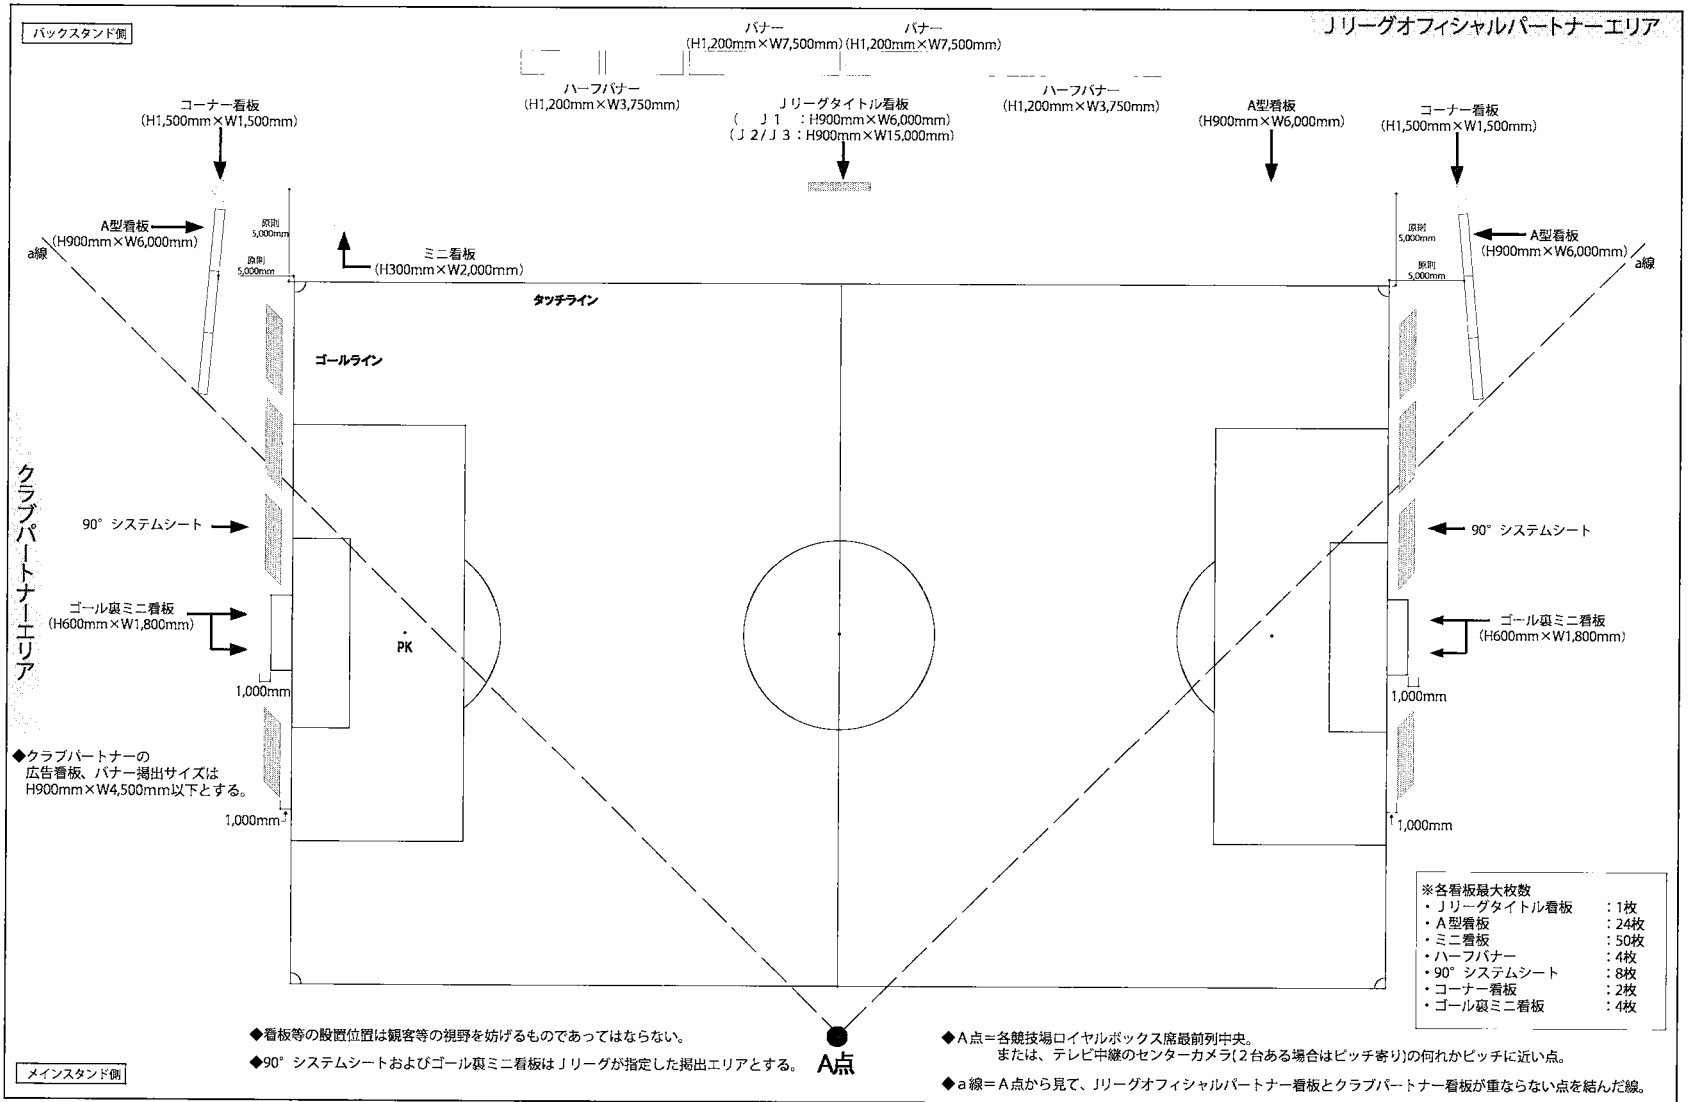 バックスタンド側
Jリーグオフィシャルパートナーエリア
バナー
(H1,200mm×W7,500mm)
バナー
(H1,200mm×W7,500mm)
ハーフバナー
(H1,200mm×W3,750mm)
Jリーグタイトル看板
( J1 :H900mm×W6,000mm)
(J2/J3:H900mm×W15,000mm)
ハーフバナー
(H1,200mm×W3,750mm)
コーナー看板
(H1,500mm×W1,500mm)
A型看板
(H900mm×W6,000mm)
コーナー看板
(H1,500mm×W1,500mm)
A型看板
(H900mm×W6,000mm)
a線
原則
5,000mm
原則
5,000mm
ミニ看板
(H300mm×W2,000mm)
原則
5,000mm
原則
5,000mm
A型看板
(H900mm×W6,000mm)
a線
タッチライン
ゴールライン
クラブパートナーエリア
90°システムシート
90°システムシート
ゴール裏ミニ看板
(H600mm×W1,800mm)
PK
ゴール裏ミニ看板
(H600mm×W1,800mm)
1,000mm
1,000mm
◆クラブパートナーの
広告看板、バナー掲出サイズは
H900mm×W4,500mm以下とする。
1,000mm
1,000mm
※各看板最大枚数
・Jリーグタイトル看板 :1枚
・A型看板 :24枚
・ミニ看板 :50枚
・ハーフバナー :4枚
・90°システムシート :8枚
・コーナー看板 :2枚
・ゴール裏ミニ看板 :4枚
◆看板等の設置位置は観客等の視野を妨げるものであってはならない。
◆90°システムシートおよびゴール裏ミニ看板はJリーグが指定した掲出エリアとする。
A点
◆A点=各競技場ロイヤルボックス席最前列中央。
または、テレビ中継のセンターカメラ(2台ある場合はピッチ寄り)の何れかピッチに近い点。
◆a線=A点から見て、Jリーグオフィシャルパートナー看板とクラブパートナー看板が重ならない点を結んだ線。
メインスタンド側